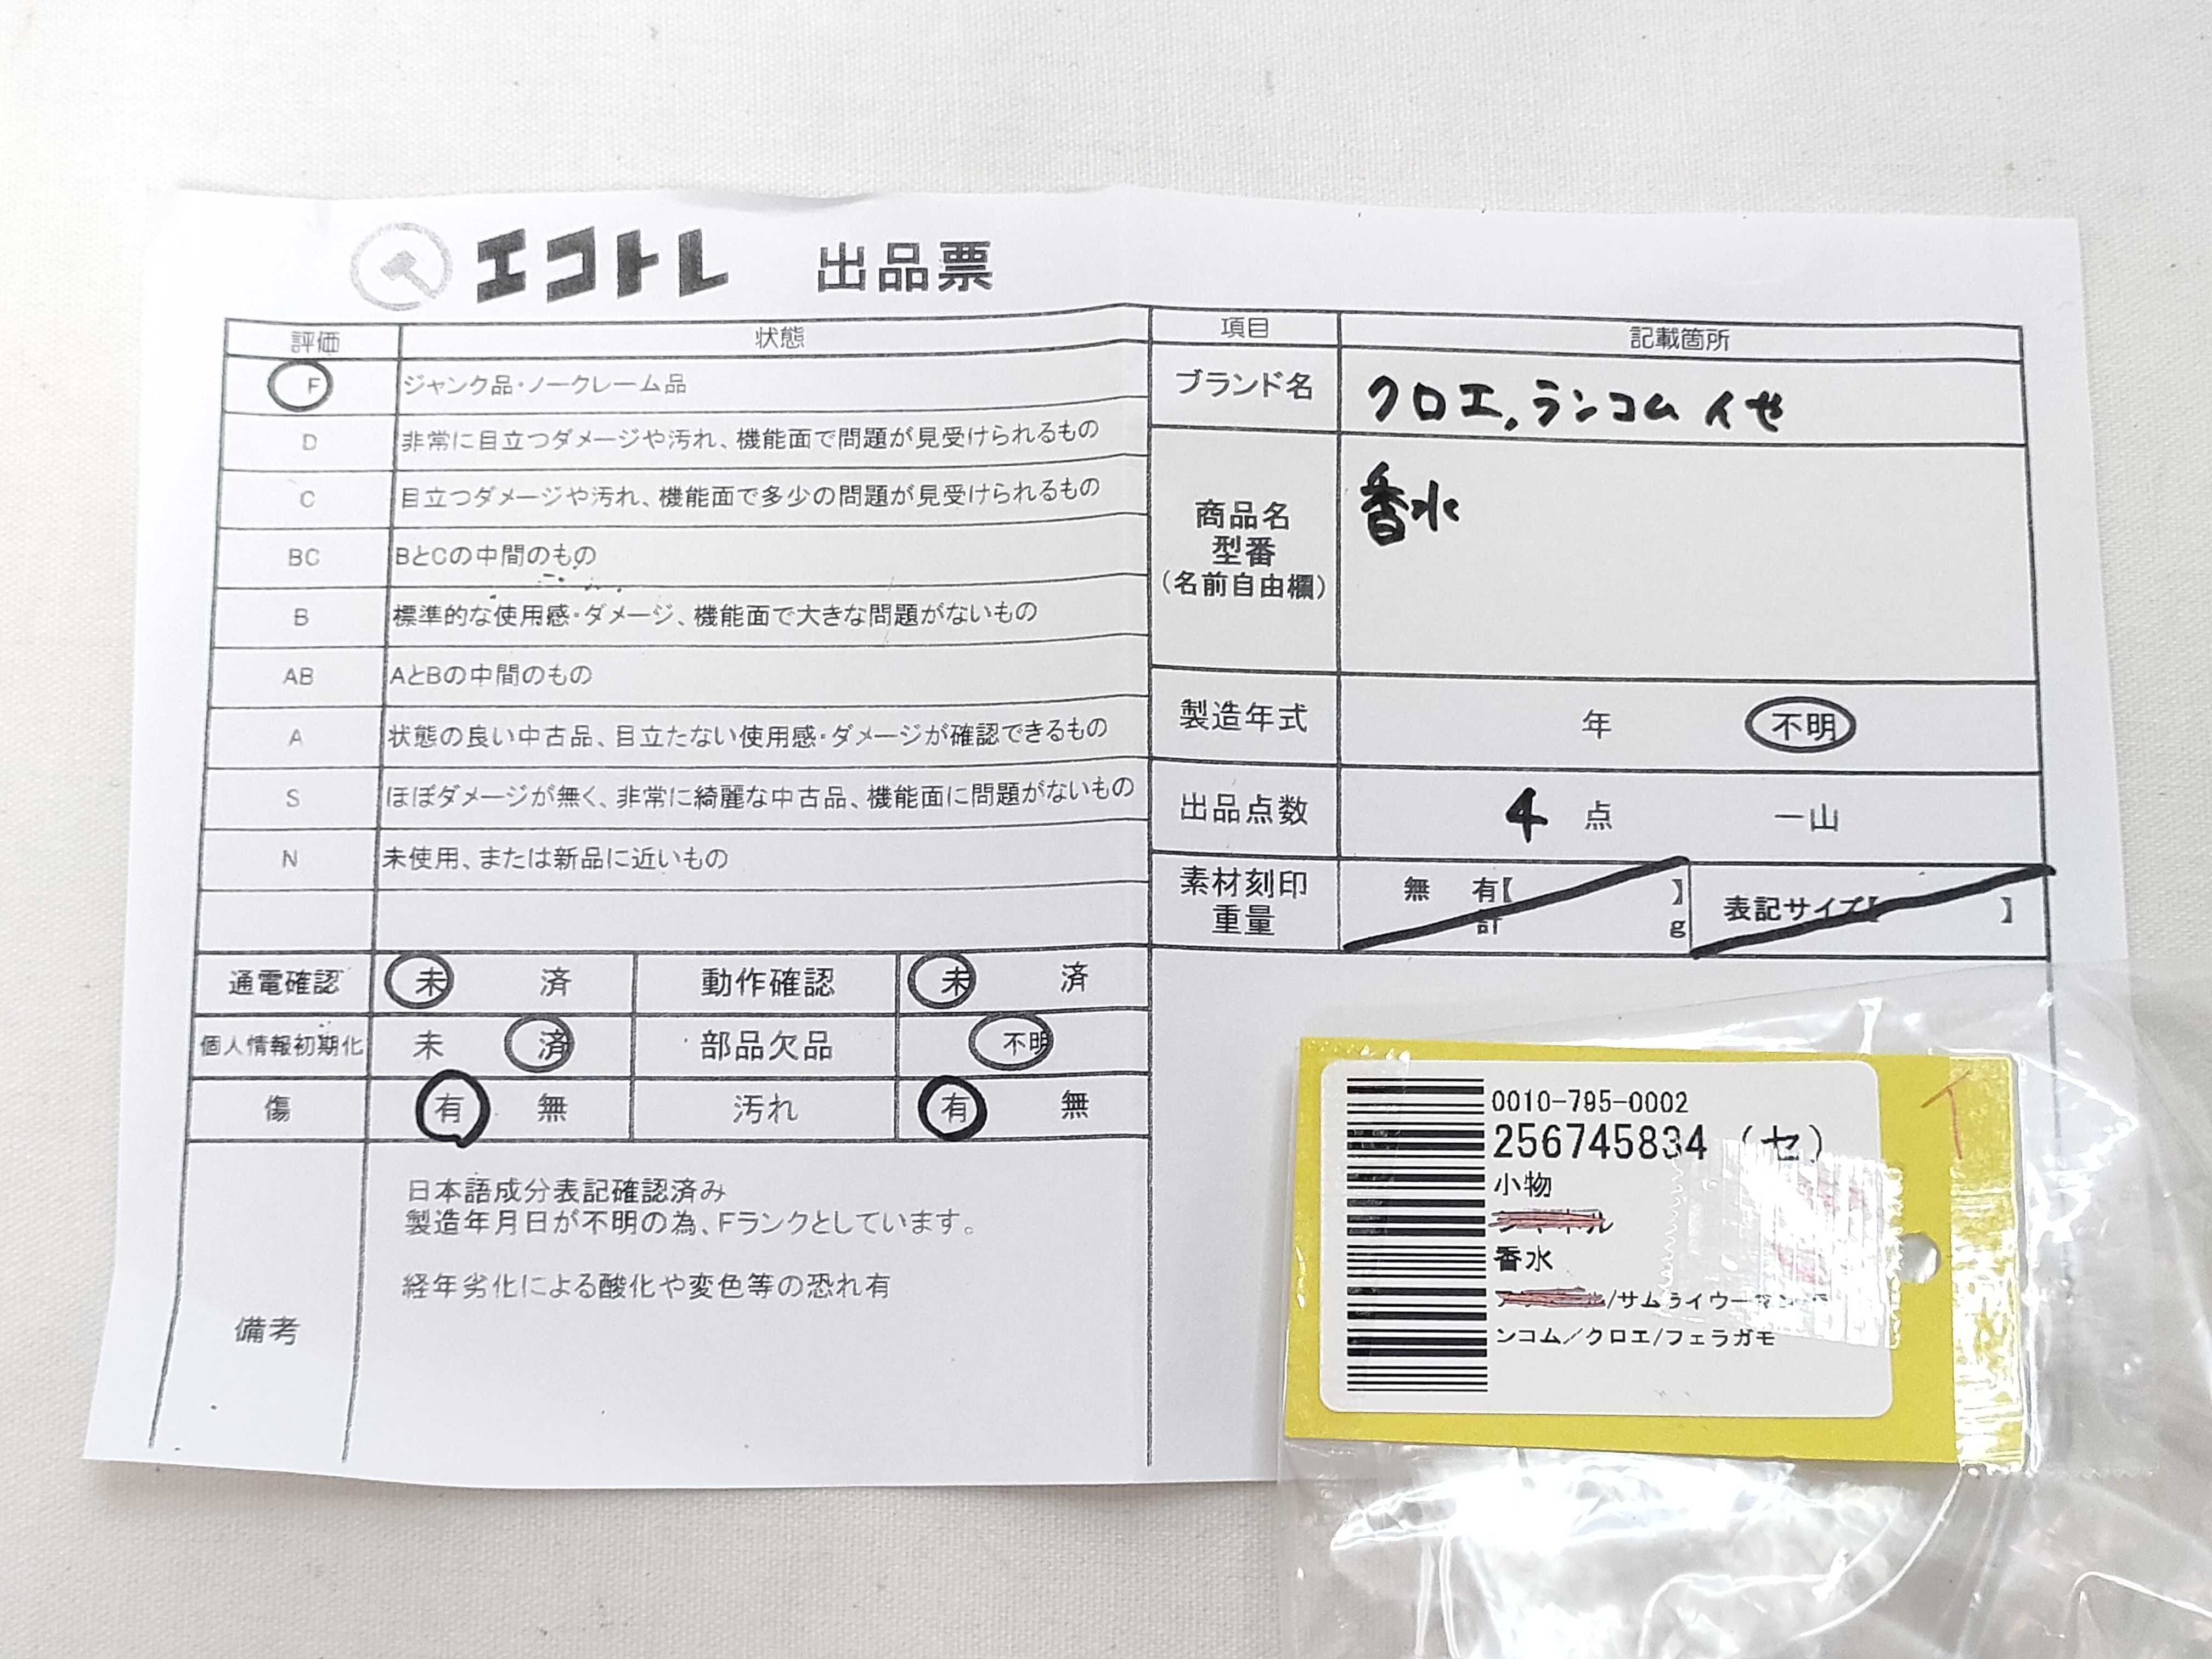 エコトレ 出品票
評価 状態
F ジャンク品・ノークレーム品
D 非常に目立つダメージや汚れ、機能面で問題が見受けられるもの
C 目立つダメージや汚れ、機能面で多少の問題が見受けられるもの
BC BとCの中間のもの
B 標準的な使用感・ダメージ、機能面で大きな問題がないもの
AB AとBの中間のもの
A 状態の良い中古品、目立たない使用感・ダメージが確認できるもの
S ほぼダメージが無く、非常に綺麗な中古品、機能面に問題がないもの
N 未使用、または新品に近いもの
通電確認 未 済 動作確認 未 済
個人情報初期化 未 済 部品欠品 不明
傷 有 無 汚れ 有 無
備考
日本語成分表記確認済み
製造年月日が不明の為、Fランクとしています。
経年劣化による酸化や変色等の恐れ有
項目 記載箇所
ブランド名 クロエ,ランコム イセ
商品名
型番
(名前自由欄)
香水
製造年式 年 不明
出品点数 4 点 一山
素材刻印
重量
無 有【 】
計 g
表記サイズ【 】
0010-795-0002
256745834 (セ)
小物
香水
/サムライウーマン
ンコム/クロエ/フェラガモ